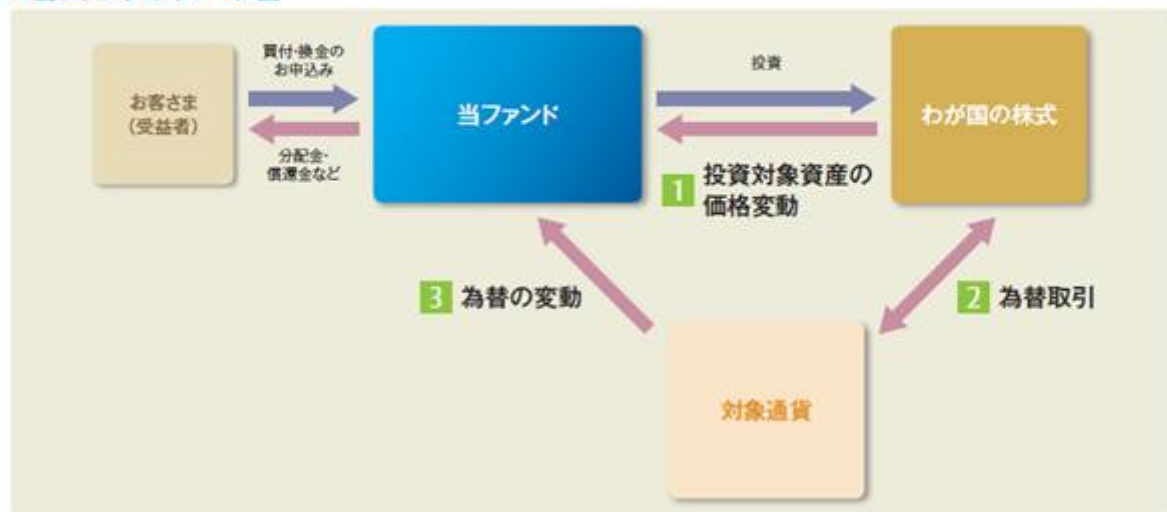 買付・換金の
お申込み
投資
お客さま
(受益者)
当ファンド
わが国の株式
分配金・
償還金など
1 投資対象資産の
価格変動
3 為替の変動
2 為替取引
対象通貨